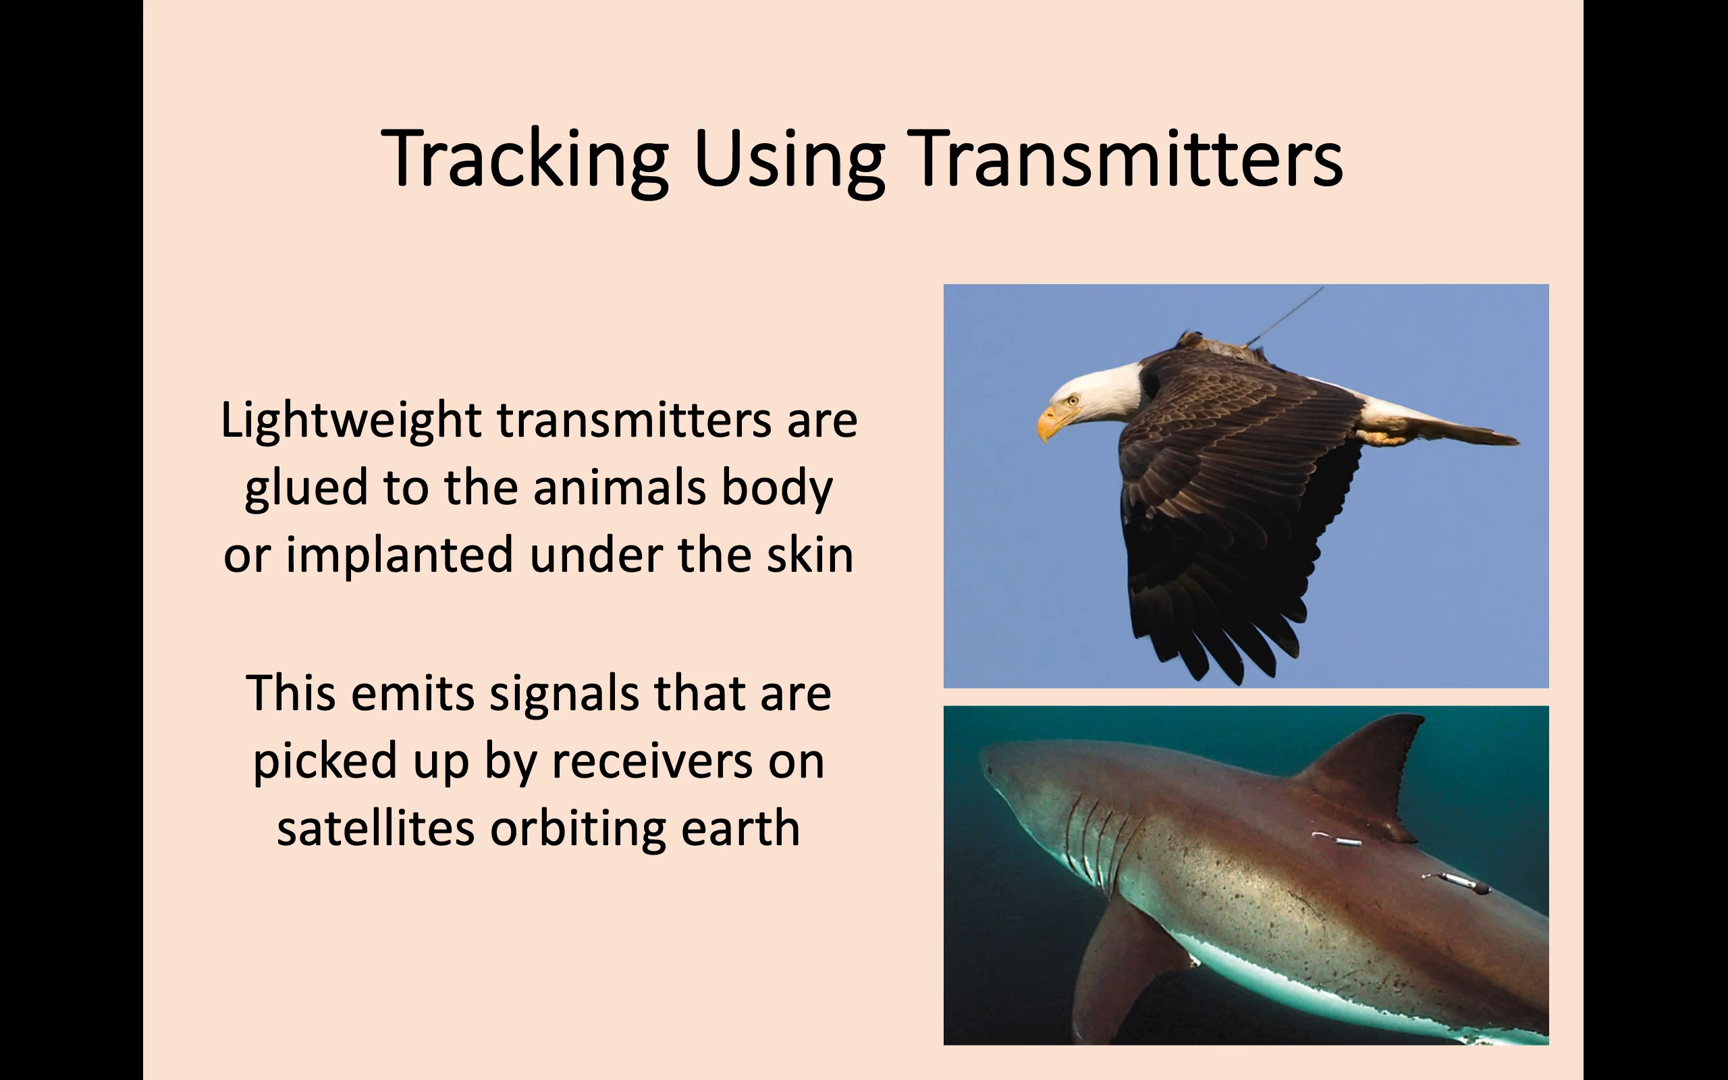 Tracking Using Transmitters
Lightweight transmitters are
glued to the animals body
or implanted under the skin
This emits signals that are
picked up by receivers on
satellites orbiting earth